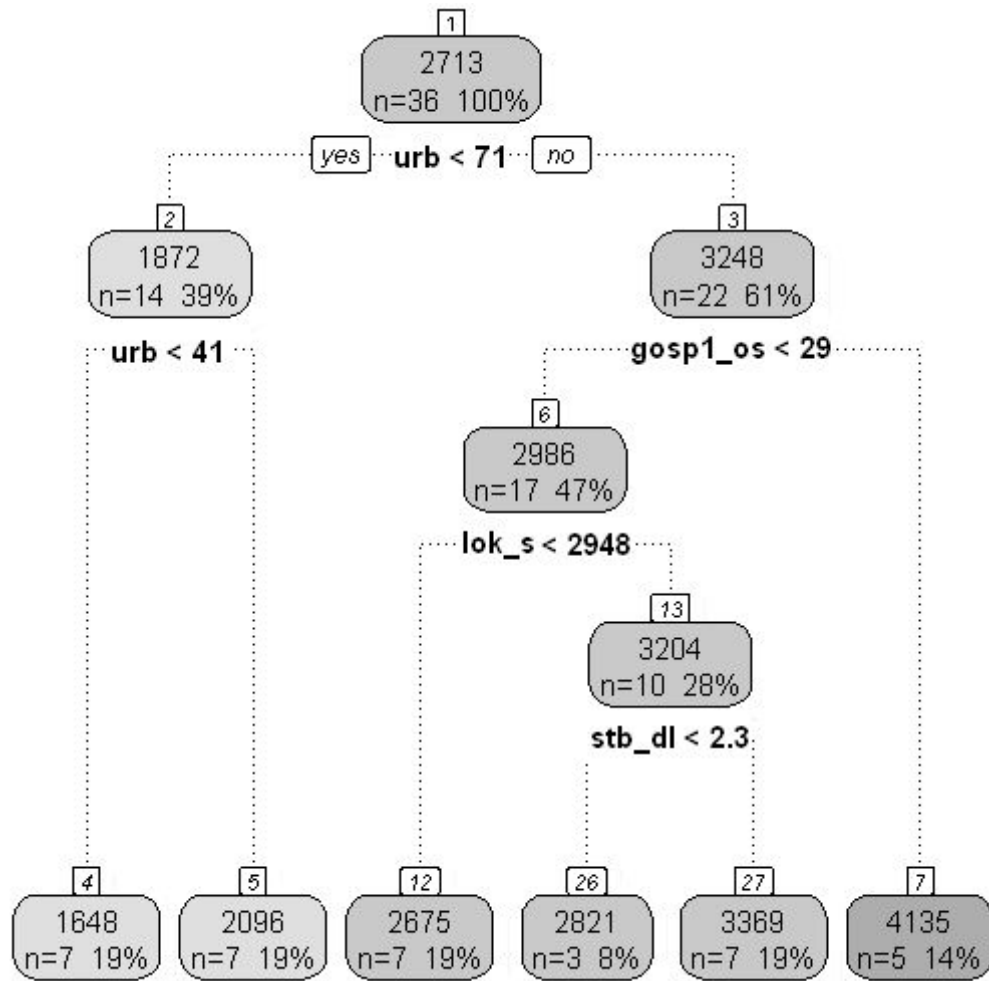 1
2713
n=36 100%
yes urb < 71 no
2
1872
n=14 39%
3
3248
n=22 61%
urb < 41
gosp1_os < 29
6
2986
n=17 47%
lok_s < 2948
13
3204
n=10 28%
stb_dl < 2.3
4
1648
n=7 19%
5
2096
n=7 19%
12
2675
n=7 19%
26
2821
n=3 8%
27
3369
n=7 19%
7
4135
n=5 14%